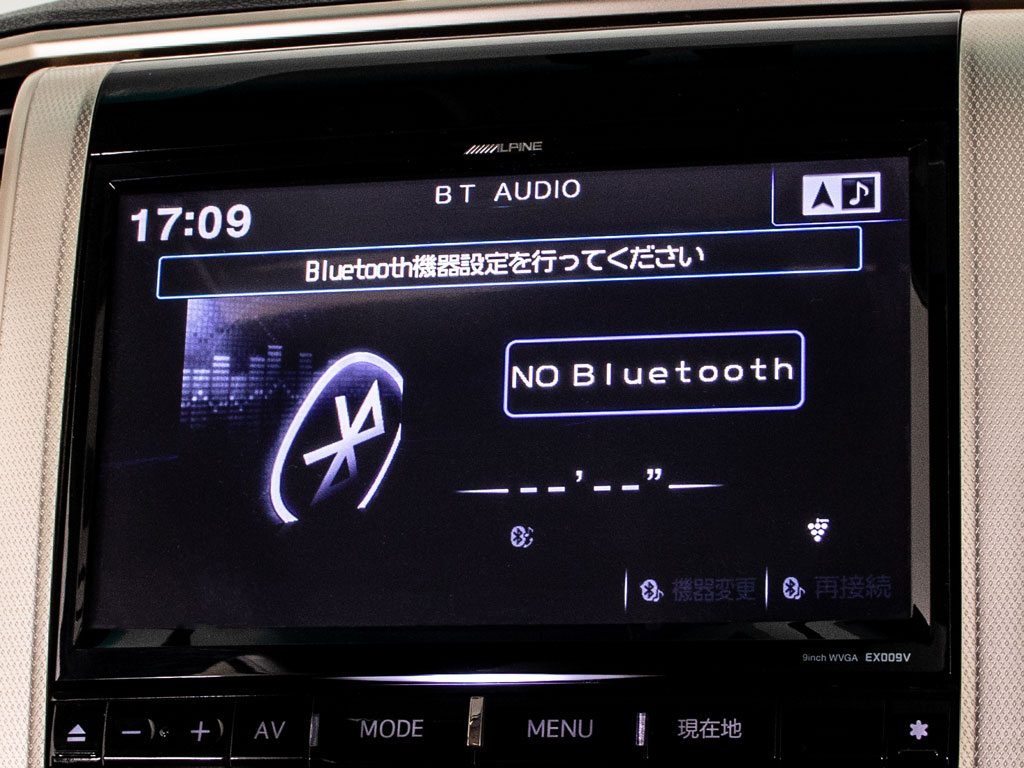 ALPINE
BT AUDIO
17:09
Bluetooth機器設定を行ってください
NO Bluetooth
_ _ ’ _ _ ”
機器変更 再接続
9inch WVGA EX009V
− + AV MODE MENU 現在地 *